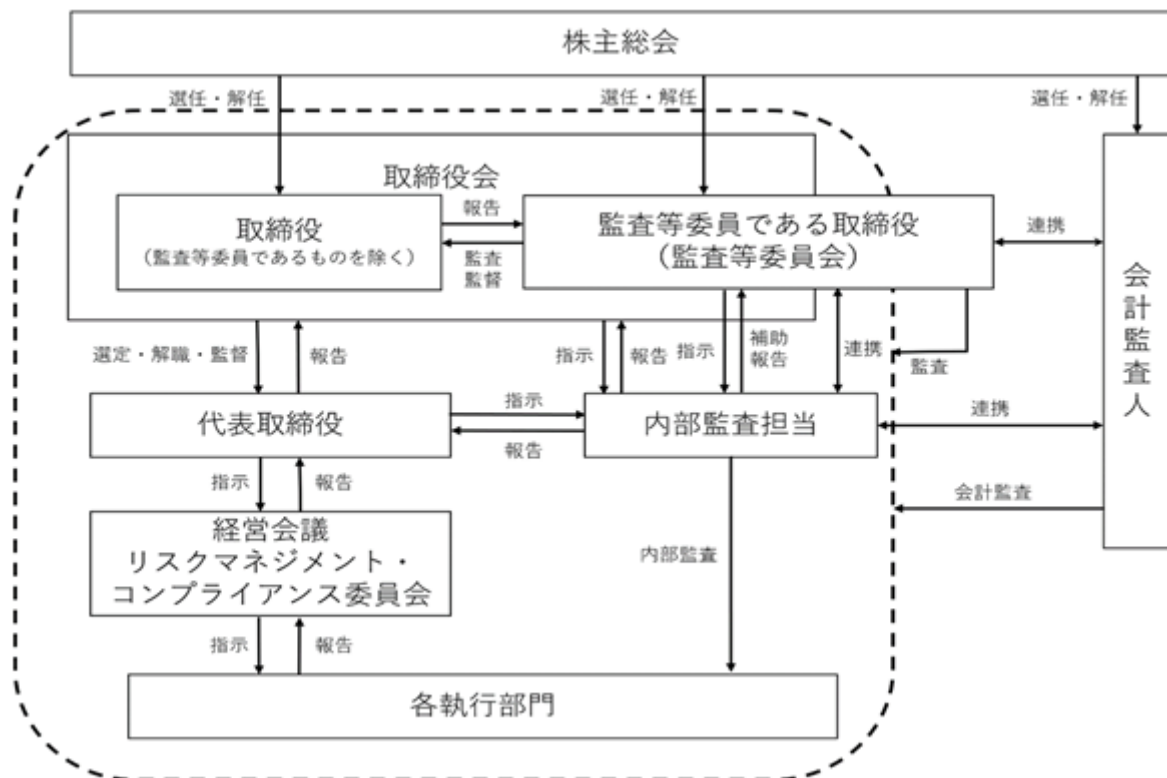 株主総会
選任・解任
選任・解任
選任・解任
取締役会
取締役
（監査等委員であるものを除く）
報告
監査
監督
監査等委員である取締役
（監査等委員会）
連携
会計監査人
選定・解職・監督
報告
指示
報告
指示
補助
報告
連携
監査
代表取締役
指示
報告
内部監査担当
連携
指示
報告
会計監査
経営会議
リスクマネジメント・
コンプライアンス委員会
内部監査
指示
報告
各執行部門